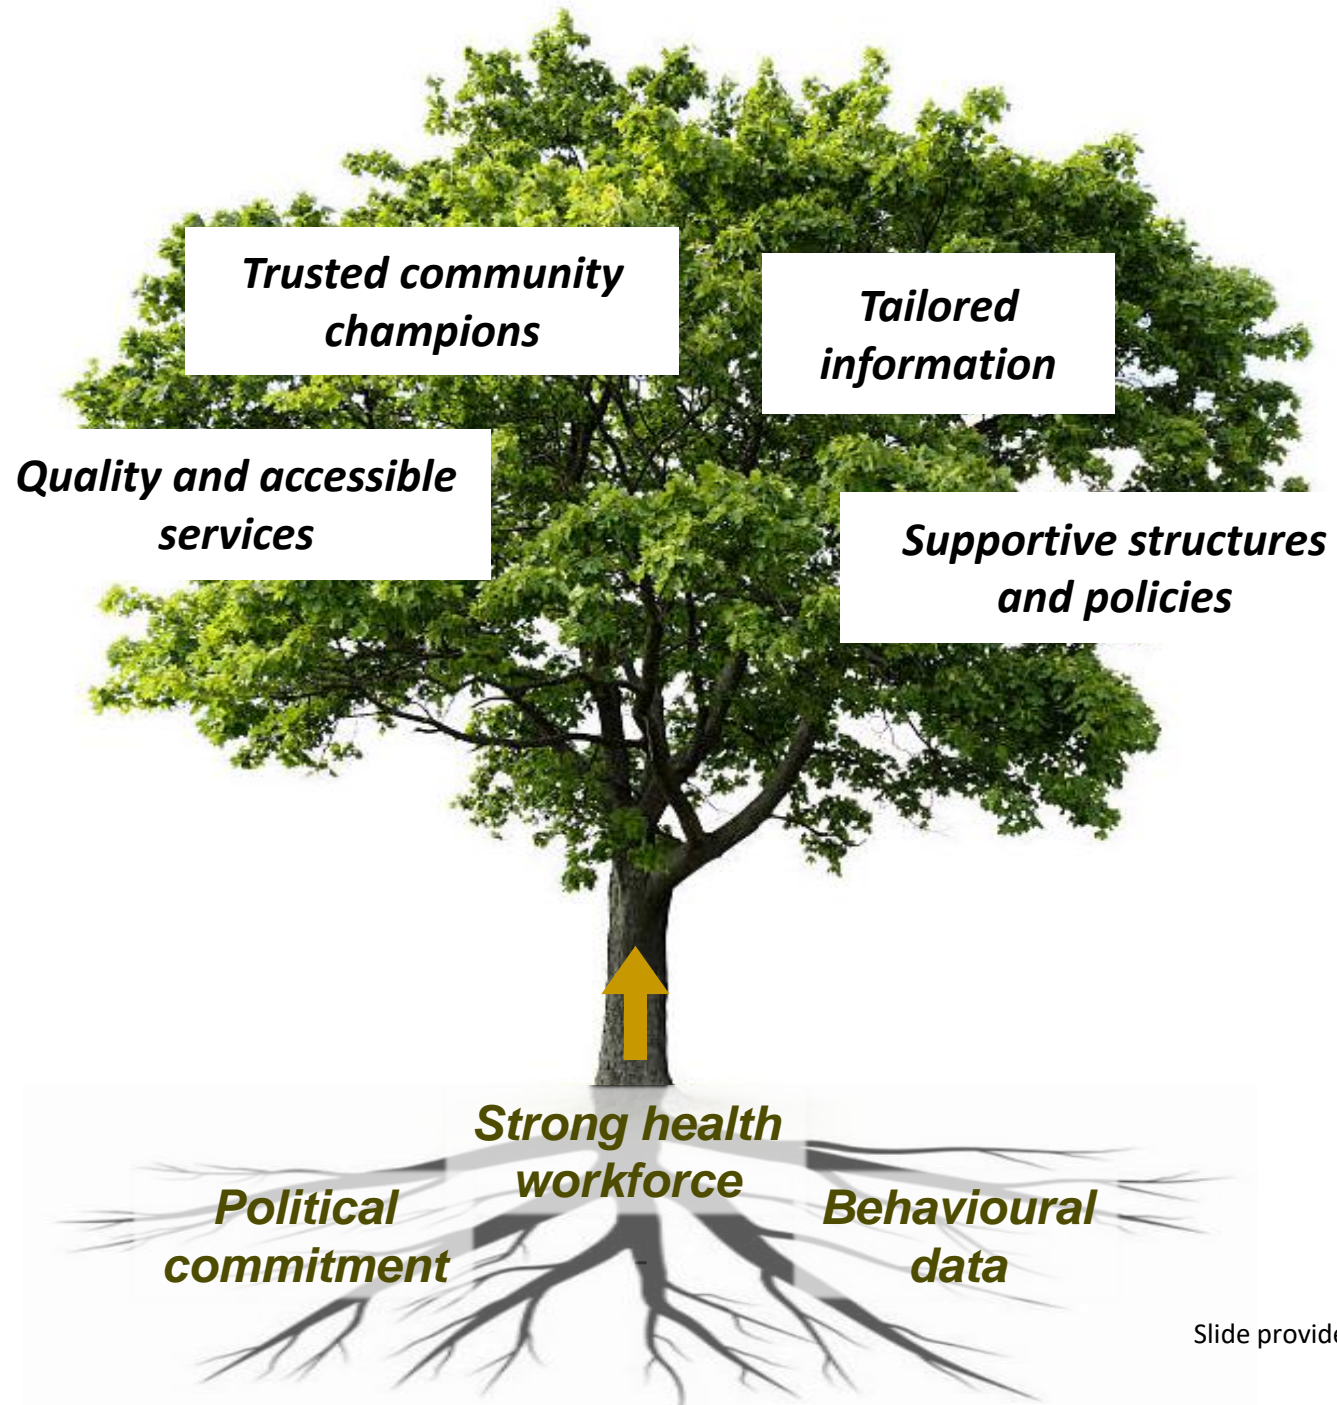 Trusted community
champions
Tailored
information
Quality and accessible
services
Supportive structures
and policies
Strong health
workforce
Political
commitment
Behavioural
data
Slide provide